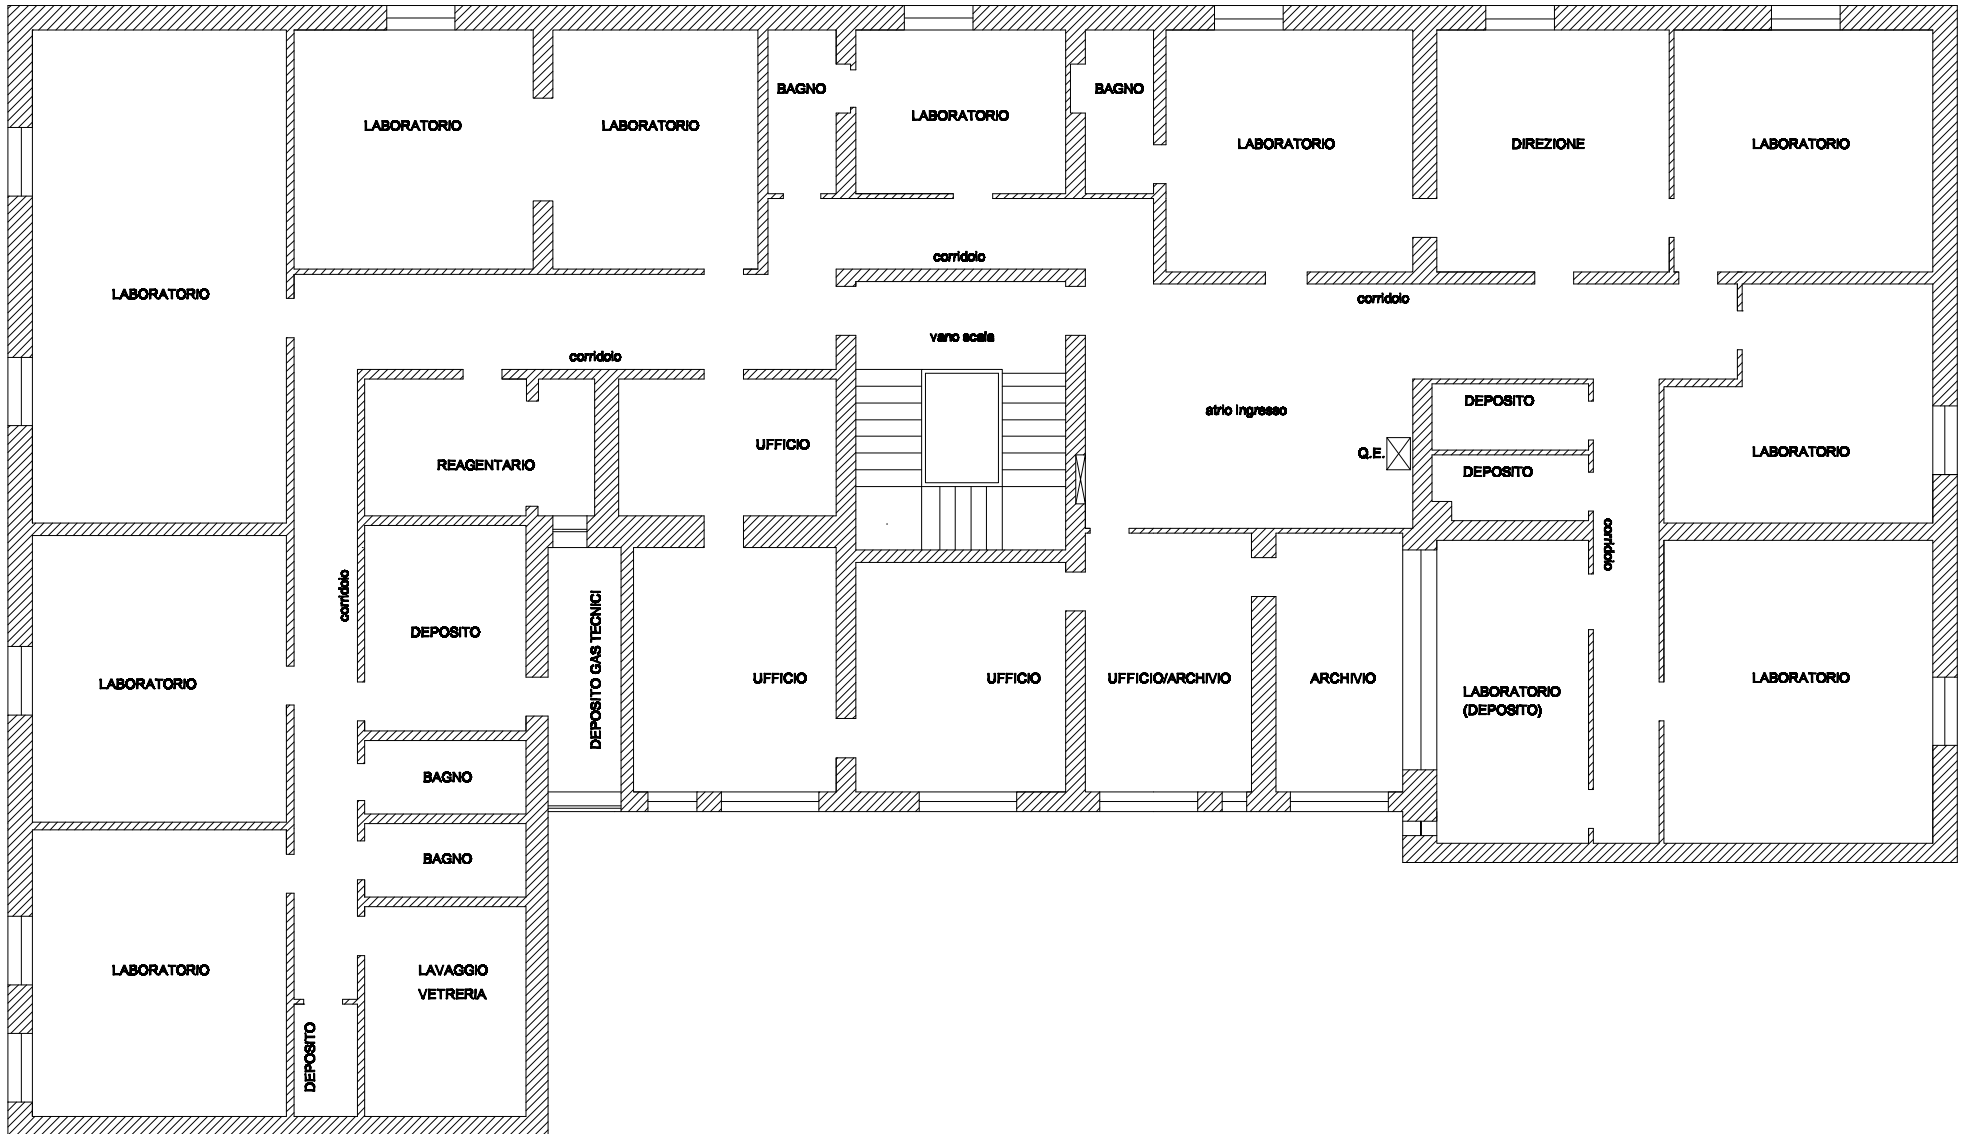 BAGNO
BAGNO
LABORATORIO
LABORATORIO
LABORATORIO
LABORATORIO
DIREZIONE
LABORATORIO
corridoio
LABORATORIO
corridoio
vano scala
corridoio
DEPOSITO
atrio ingresso
UFFICIO
Q.E.
LABORATORIO
REAGENTARIO
DEPOSITO
corridoio
corridoio
DEPOSITO GAS TECNICI
DEPOSITO
LABORATORIO
UFFICIO
UFFICIO
UFFICIO/ARCHIVIO
ARCHIVIO
LABORATORIO
(DEPOSITO)
LABORATORIO
BAGNO
BAGNO
LABORATORIO
LAVAGGIO
VETRERIA
DEPOSITO